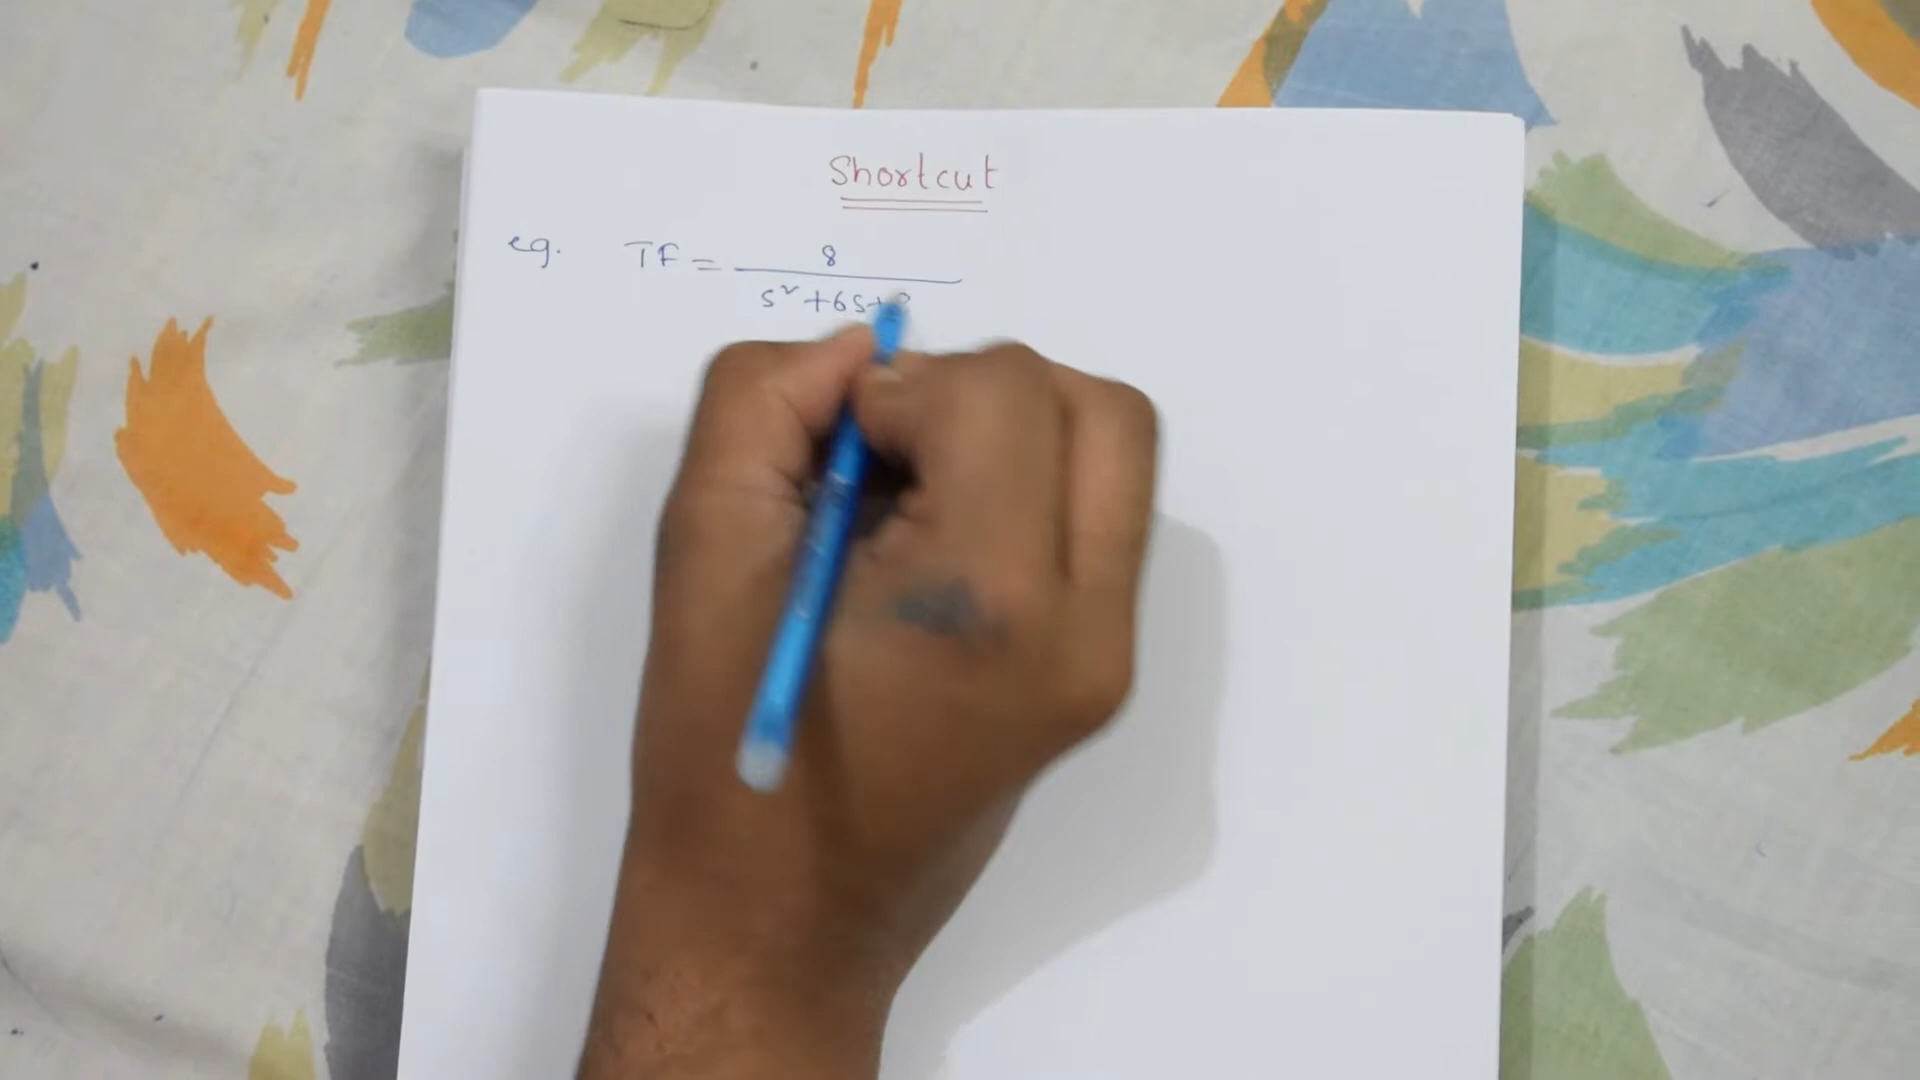 Shortcut
eg. TF = 8
s² + 6s +